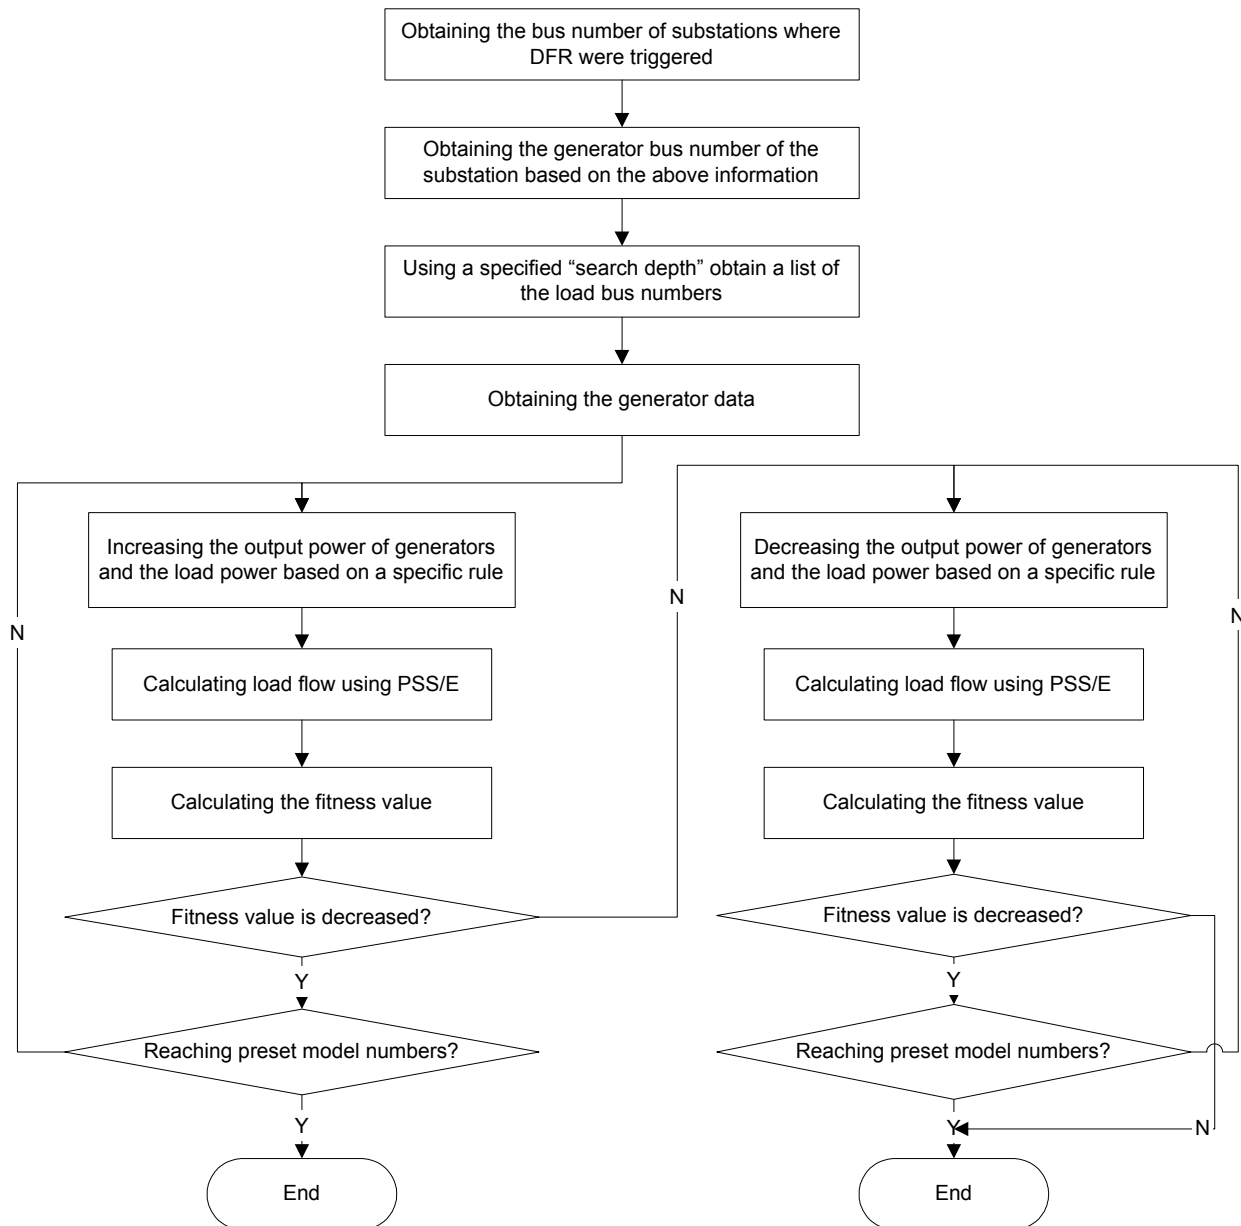 Obtaining the bus number of substations where
DFR were triggered
Obtaining the generator bus number of the
substation based on the above information
Using a specified “search depth” obtain a list of
the load bus numbers
Obtaining the generator data
Increasing the output power of generators
and the load power based on a specific rule
Calculating load flow using PSS/E
Calculating the fitness value
Fitness value is decreased?
Y
Reaching preset model numbers?
Y
End
N
N
Decreasing the output power of generators
and the load power based on a specific rule
Calculating load flow using PSS/E
Calculating the fitness value
Fitness value is decreased?
Y
Reaching preset model numbers?
Y
End
N
N